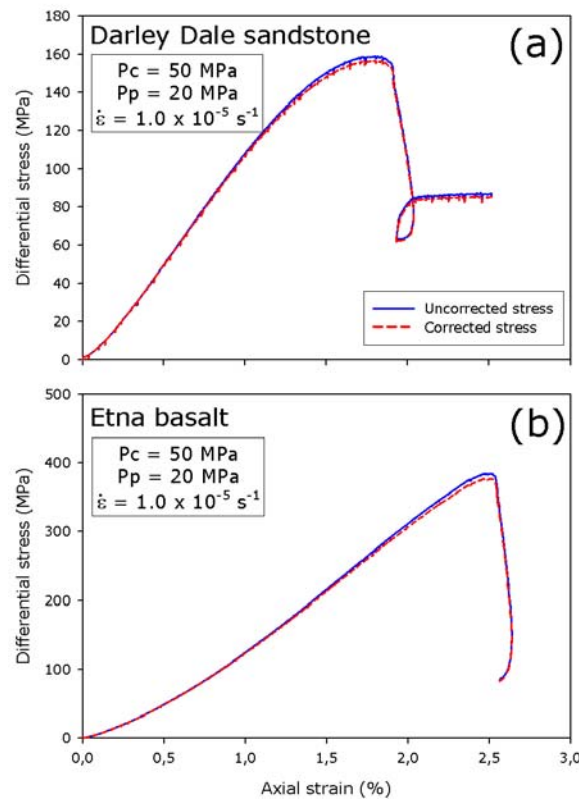 Darley Dale sandstone
(a)
Pc = 50 MPa
Pp = 20 MPa
ε̇ = 1.0 x 10⁻⁵ s⁻¹
180
160
140
120
100
80
60
40
20
0
Differential stress (MPa)
Uncorrected stress
Corrected stress
Etna basalt
(b)
Pc = 50 MPa
Pp = 20 MPa
ε̇ = 1.0 x 10⁻⁵ s⁻¹
500
400
300
200
100
0
Differential stress (MPa)
0,0 0,5 1,0 1,5 2,0 2,5 3,0
Axial strain (%)